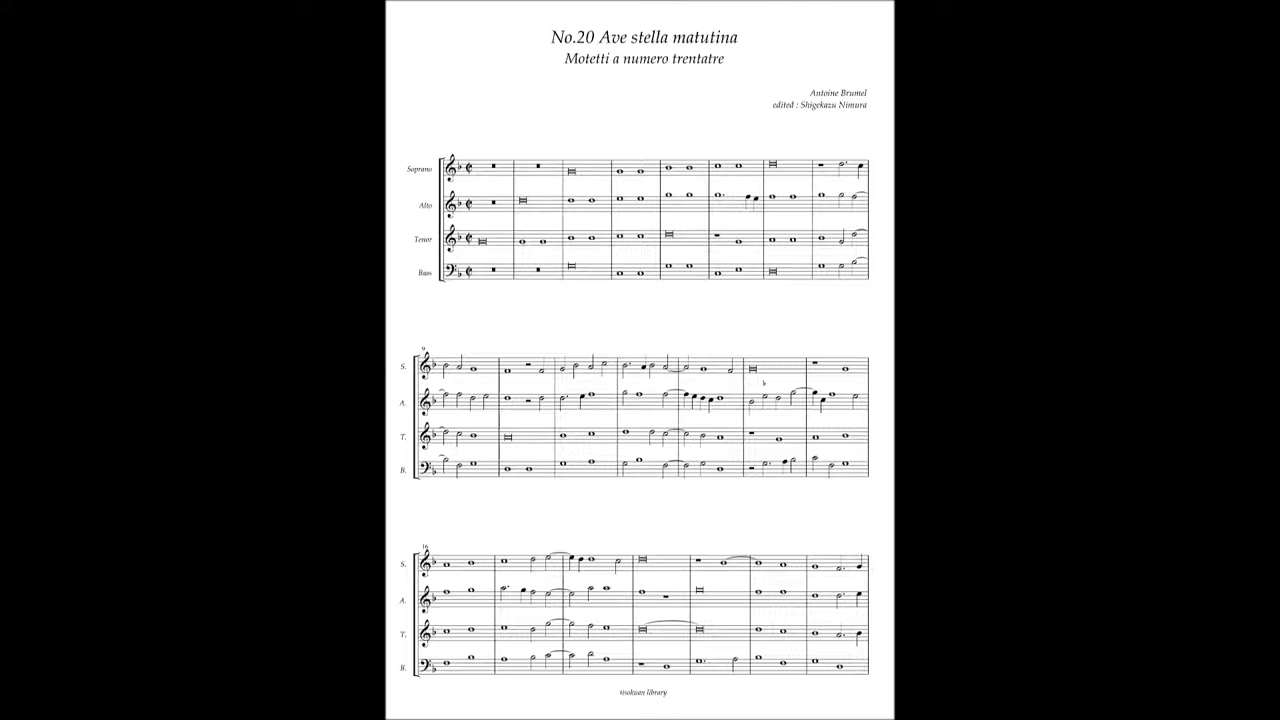 No.20 Ave stella matutina
Motetti a numero trentatre
Antoine Brumel
edited : Shigekazu Nimura
Soprano
Alto
Tenor
Bass
9
S.
A.
T.
B.
16
S.
A.
T.
B.
tisokuan library